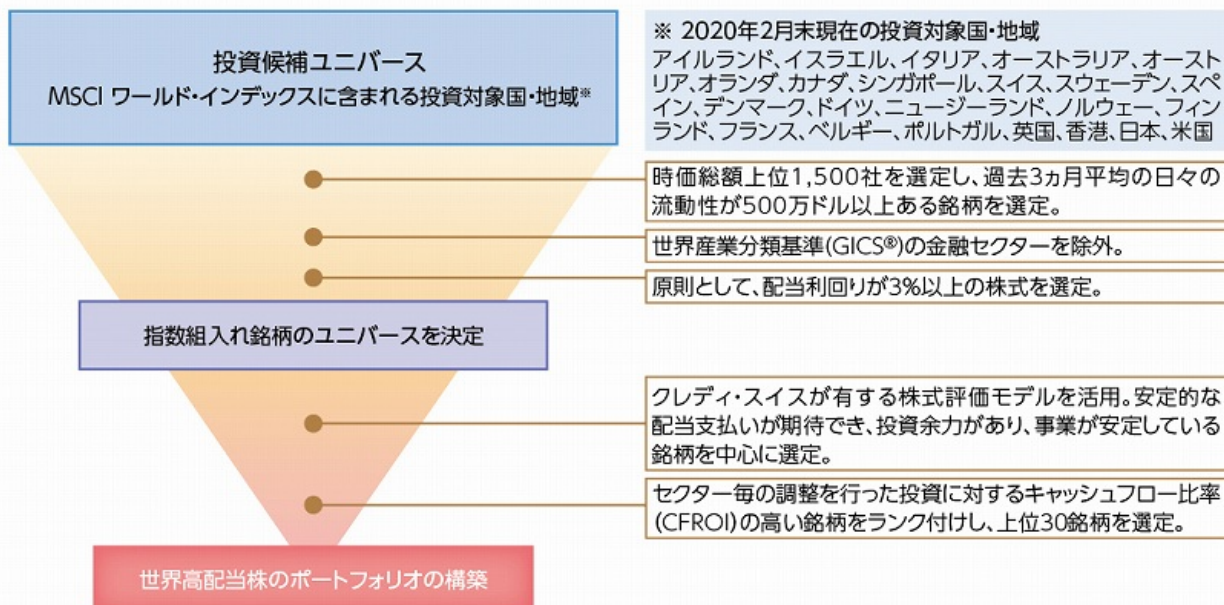 投資候補ユニバース
MSCI ワールド・インデックスに含まれる投資対象国・地域※
※ 2020年2月末現在の投資対象国・地域
アイルランド、イスラエル、イタリア、オーストラリア、オースト
リア、オランダ、カナダ、シンガポール、スイス、スウェーデン、スペ
イン、デンマーク、ドイツ、ニュージーランド、ノルウェー、フィン
ランド、フランス、ベルギー、ポルトガル、英国、香港、日本、米国
時価総額上位1,500社を選定し、過去3ヵ月平均の日々の
流動性が500万ドル以上ある銘柄を選定。
世界産業分類基準(GICS®)の金融セクターを除外。
原則として、配当利回りが3%以上の株式を選定。
指数組入れ銘柄のユニバースを決定
クレディ・スイスが有する株式評価モデルを活用。安定的な
配当支払いが期待でき、投資余力があり、事業が安定している
銘柄を中心に選定。
セクター毎の調整を行った投資に対するキャッシュフロー比率
(CFROI)の高い銘柄をランク付けし、上位30銘柄を選定。
世界高配当株のポートフォリオの構築